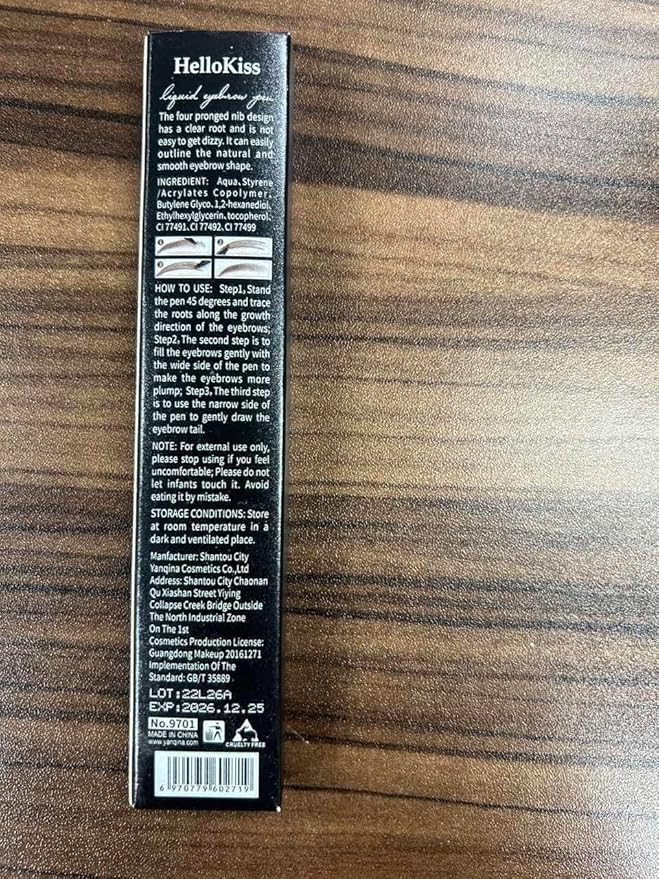 HelloKiss
liquid eyebrow pen
The four pronged nib design
has a clear root and is not
easy to get dizzy. It can easily
outline the natural and
smooth eyebrow shape.
INGREDIENT: Aqua、Styrene
/Acrylates Copolymer、
Butylene Glyco、1,2-hexanediol、
Ethylhexylglycerin、tocopherol、
CI 77491、CI 77492、CI 77499
1 2
3
HOW TO USE: Step1, Stand
the pen 45 degrees and trace
the roots along the growth
direction of the eyebrows;
Step2, The second step is to
fill the eyebrows gently with
the wide side of the pen to
make the eyebrows more
plump; Step3, The third step
is to use the narrow side of
the pen to gently draw the
eyebrow tail.
NOTE: For external use only,
please stop using if you feel
uncomfortable; Please do not
let infants touch it. Avoid
eating it by mistake.
STORAGE CONDITIONS: Store
at room temperature in a
dark and ventilated place.
Manfacturer: Shantou City
Yanqina Cosmetics Co.,Ltd
Address: Shantou City Chaonan
Qu Xiashan Street Yiying
Collapse Creek Bridge Outside
The North Industrial Zone
On The 1st
Cosmetics Production License:
Guangdong Makeup 20161271
Implementation Of The
Standard: GB/T 35889
LOT:22L26A
EXP:2026.12.25
No.9701
MADE IN CHINA
www.yanqina.com
CRUELTY FREE
6 970779 602719